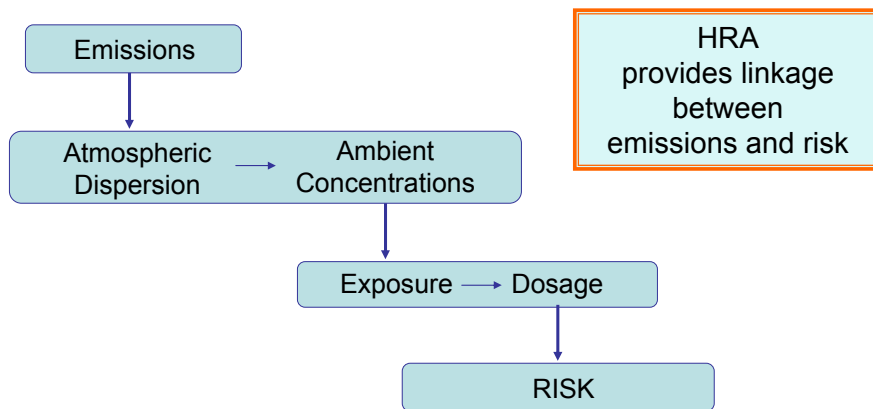 Emissions
HRA
provides linkage
between
emissions and risk
Atmospheric
Dispersion
Ambient
Concentrations
Exposure
Dosage
RISK